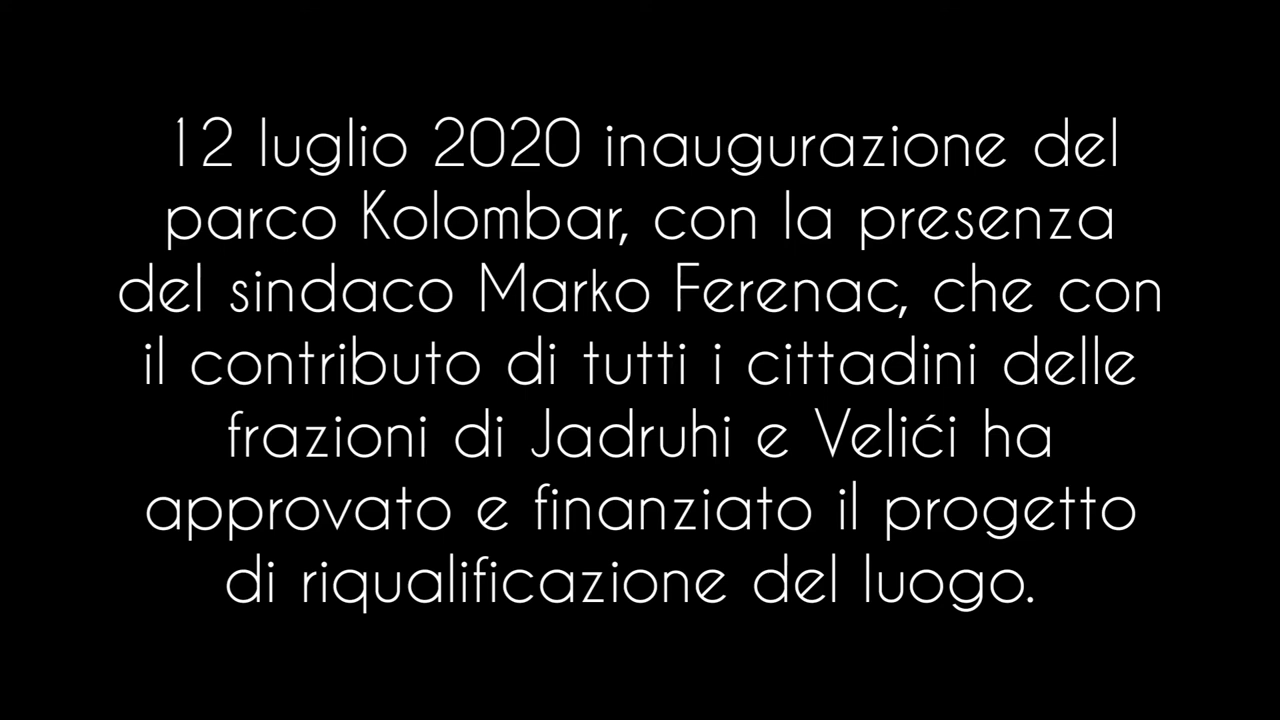 12 luglio 2020 inaugurazione del
parco Kolombar, con la presenza
del sindaco Marko Ferenac, che con
il contributo di tutti i cittadini delle
frazioni di Jadruhi e Velići ha
approvato e finanziato il progetto
di riqualificazione del luogo.